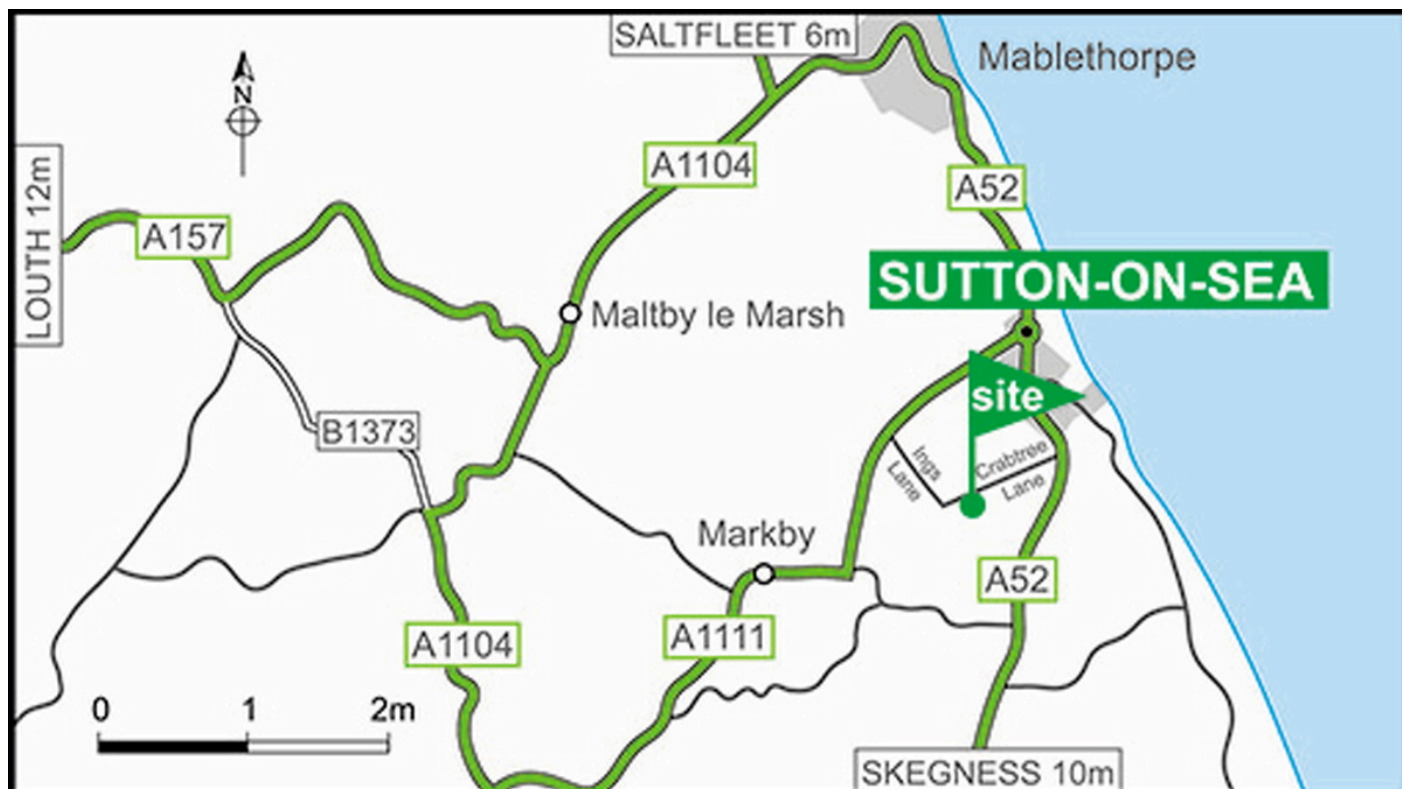 SALTFLEET 6m
Mablethorpe
N
A1104
A52
LOUTH 12m
A157
SUTTON-ON-SEA
Maltby le Marsh
site
B1373
Ings
Lane
Crabtree
Lane
Markby
A52
A1104
A1111
0 1 2m
SKEGNESS 10m